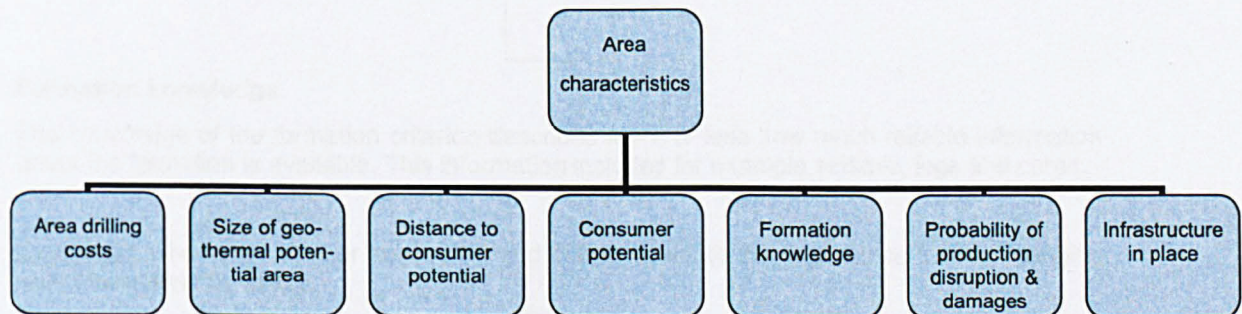 Area
characteristics
Area drilling
costs
Size of geo-
thermal poten-
tial area
Distance to
consumer
potential
Consumer
potential
Formation
knowledge
Probability of
production
disruption &
damages
Infrastructure
in place